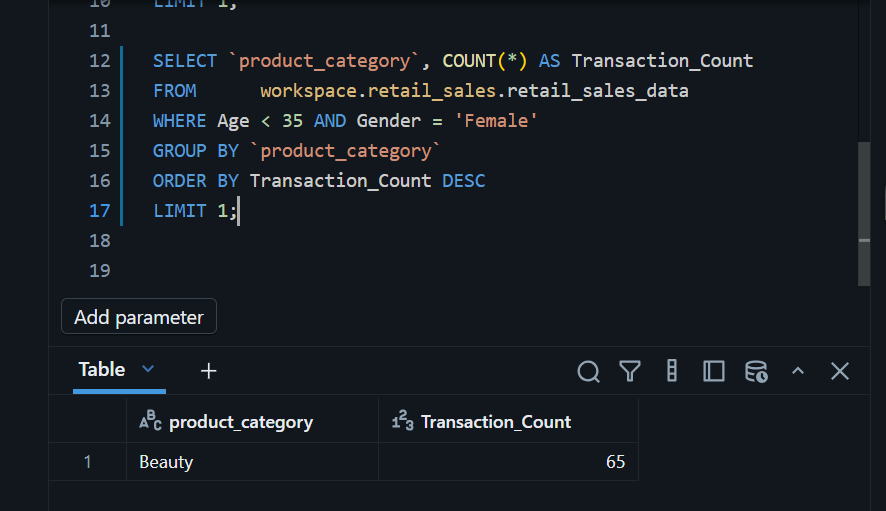 10 LIMIT 1;
11
12 SELECT `product_category`, COUNT(*) AS Transaction_Count
13 FROM      workspace.retail_sales.retail_sales_data
14 WHERE Age < 35 AND Gender = 'Female'
15 GROUP BY `product_category`
16 ORDER BY Transaction_Count DESC
17 LIMIT 1;
18
19
Add parameter
Table +
ABC product_category 123 Transaction_Count
1 Beauty 65